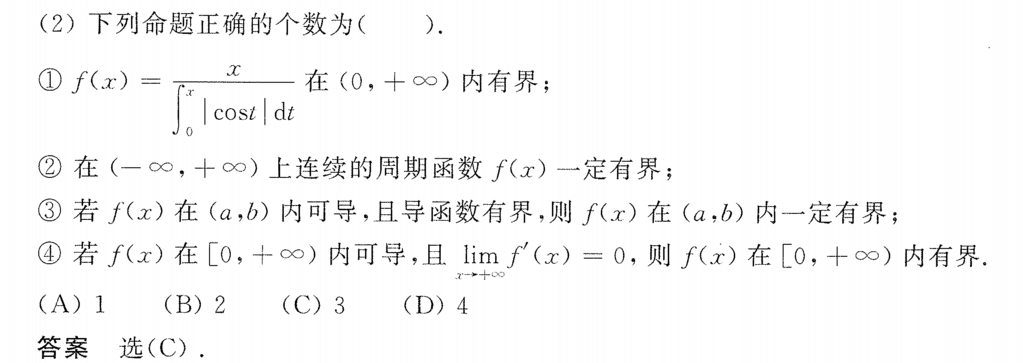 (2) 下列命题正确的个数为(　　).
① f(x) = \frac{x}{\int_0^x |cost|dt} 在 (0,+∞) 内有界;
② 在 (-∞,+∞) 上连续的周期函数 f(x) 一定有界;
③ 若 f(x) 在 (a,b) 内可导,且导函数有界,则 f(x) 在 (a,b) 内一定有界;
④ 若 f(x) 在 [0,+∞) 内可导,且 \lim_{x→+∞} f′(x) = 0,则 f(x) 在 [0,+∞) 内有界.
(A) 1 (B) 2 (C) 3 (D) 4
答案 选(C).